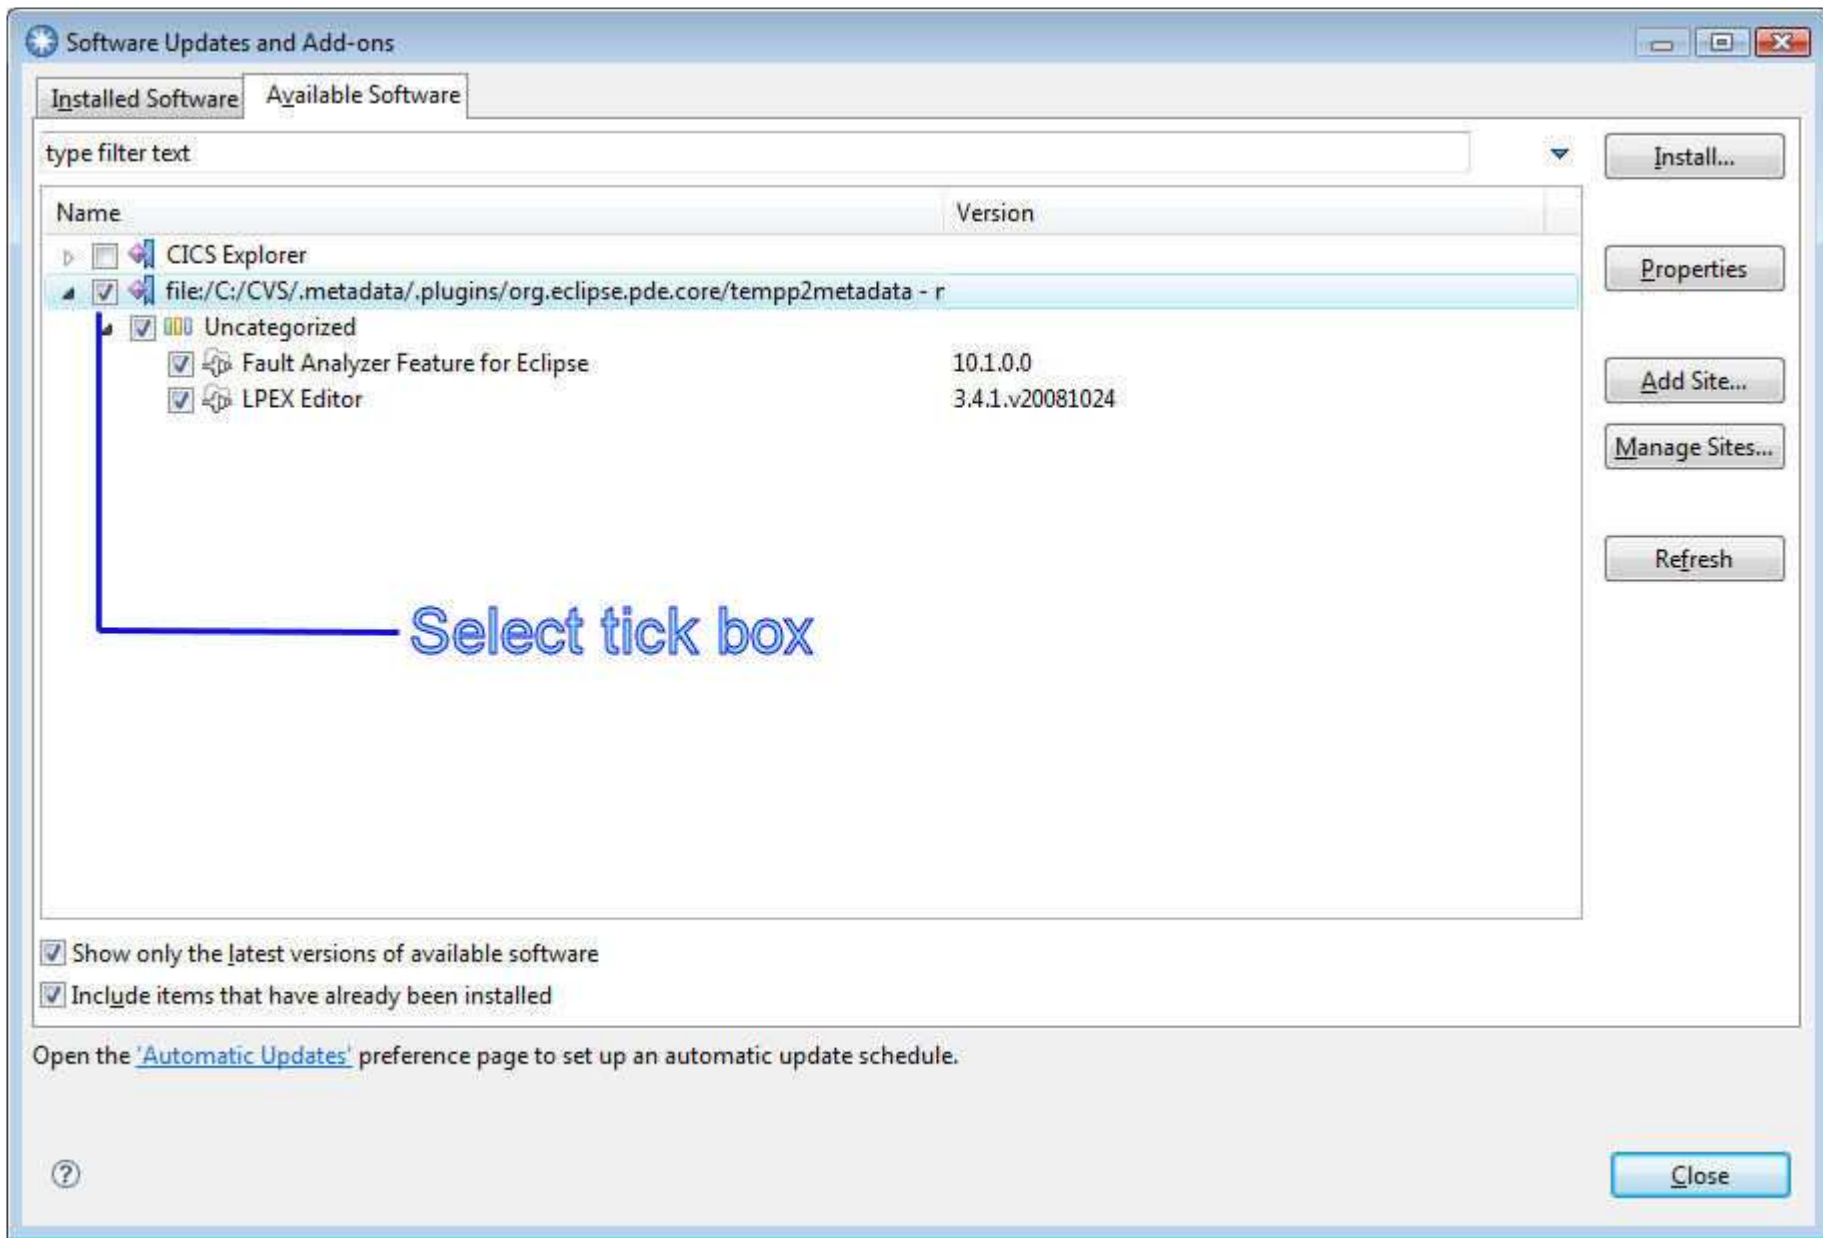 Software Updates and Add-ons
Installed Software
Available Software
type filter text
Install...
Name Version
CICS Explorer
Properties
file:/C:/CVS/.metadata/.plugins/org.eclipse.pde.core/tempp2metadata - r
Uncategorized
Fault Analyzer Feature for Eclipse 10.1.0.0
LPEX Editor 3.4.1.v20081024
Add Site...
Manage Sites...
Refresh
Select tick box
Show only the latest versions of available software
Include items that have already been installed
Open the 'Automatic Updates' preference page to set up an automatic update schedule.
?
Close